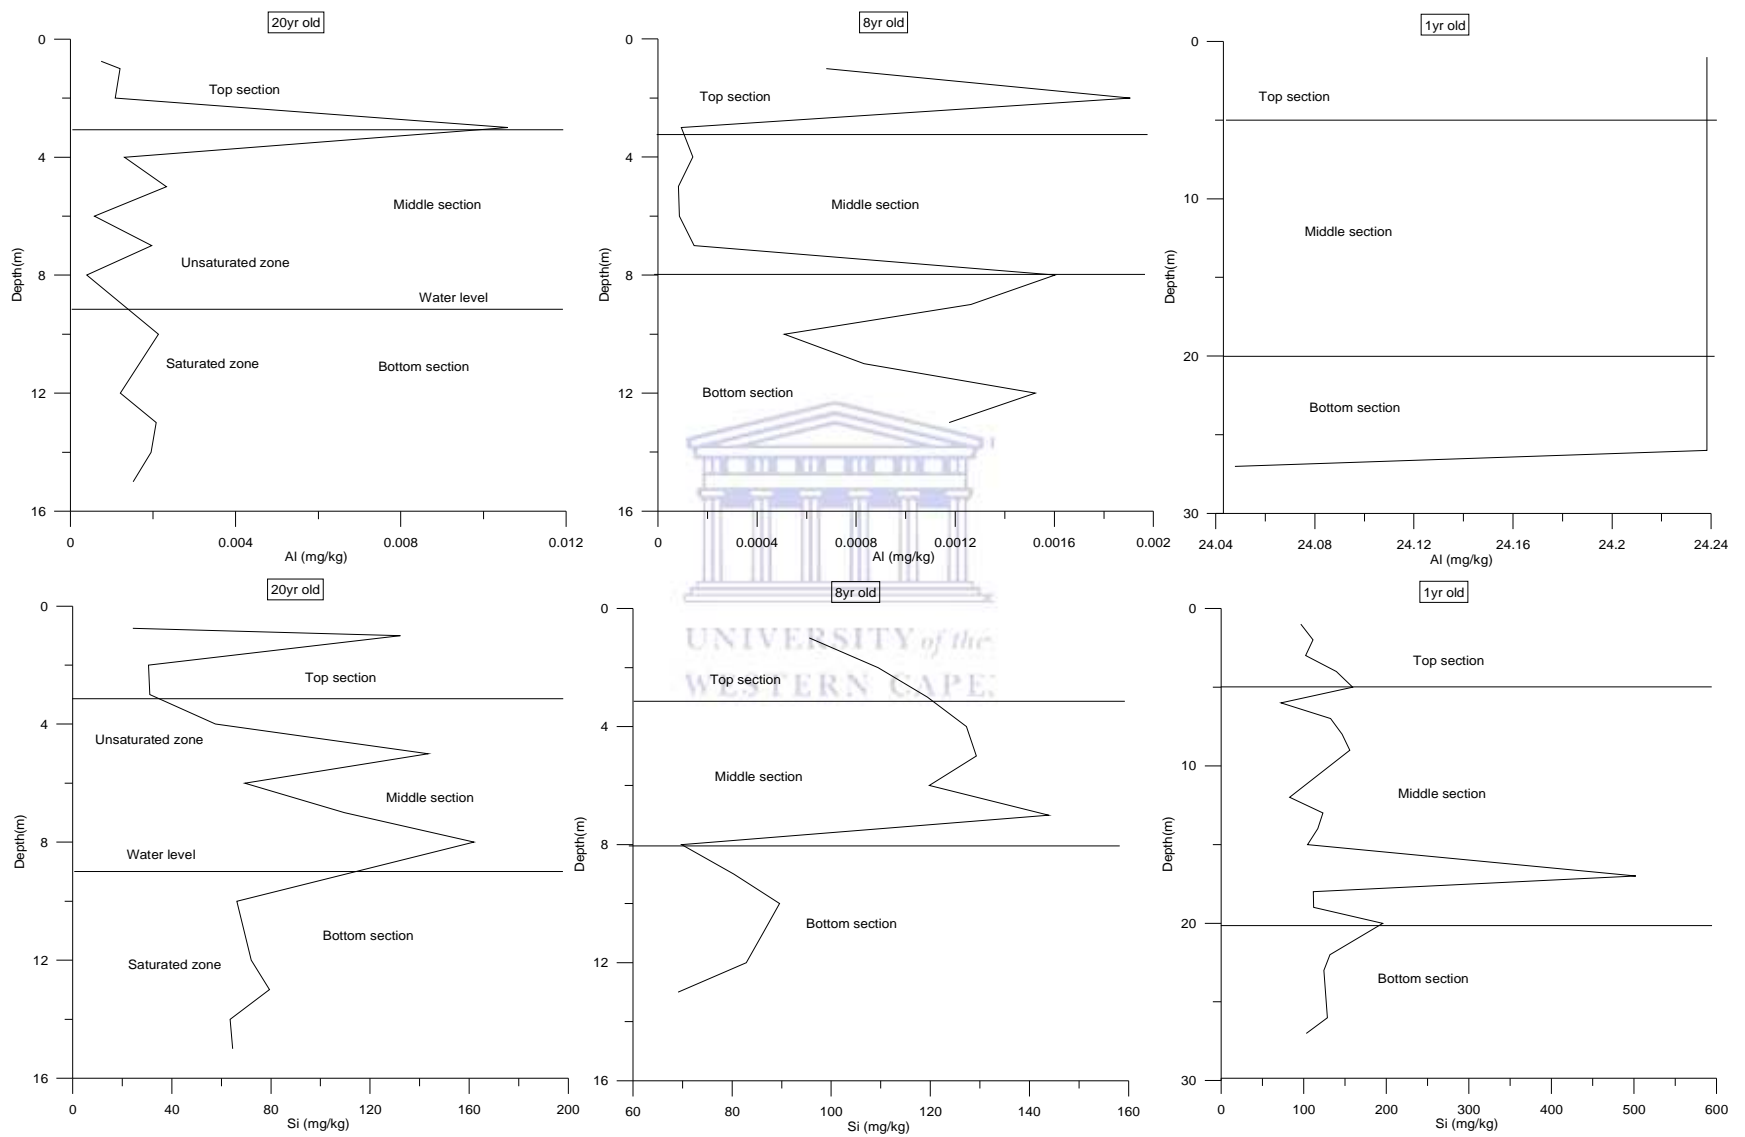 20yr old
0
4
8
12
16
Depth(m)
Top section
Middle section
Unsaturated zone
Water level
Saturated zone
Bottom section
0
0.004
0.008
0.012
Al (mg/kg)
8yr old
0
4
8
12
16
Depth(m)
Top section
Middle section
Bottom section
0
0.0004
0.0008
0.0012
0.0016
0.002
Al (mg/kg)
1yr old
0
10
20
30
Depth(m)
Top section
Middle section
Bottom section
24.04
24.08
24.12
24.16
24.2
24.24
Al (mg/kg)
20yr old
0
4
8
12
16
Depth(m)
Top section
Unsaturated zone
Middle section
Water level
Bottom section
Saturated zone
0
40
80
120
160
200
Si (mg/kg)
8yr old
0
4
8
12
16
Depth(m)
Top section
Middle section
Bottom section
60
80
100
120
140
160
Si (mg/kg)
1yr old
0
10
20
30
Depth(m)
Top section
Middle section
Bottom section
0
100
200
300
400
500
600
Si (mg/kg)
UNIVERSITY of the
WESTERN CAPE